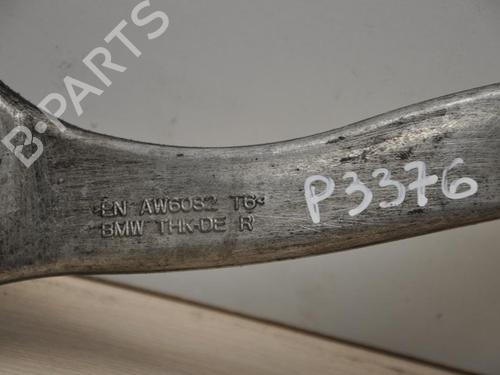 B-PARTS
>EN AW6082 T6<
BMW THK-DE R
P3376